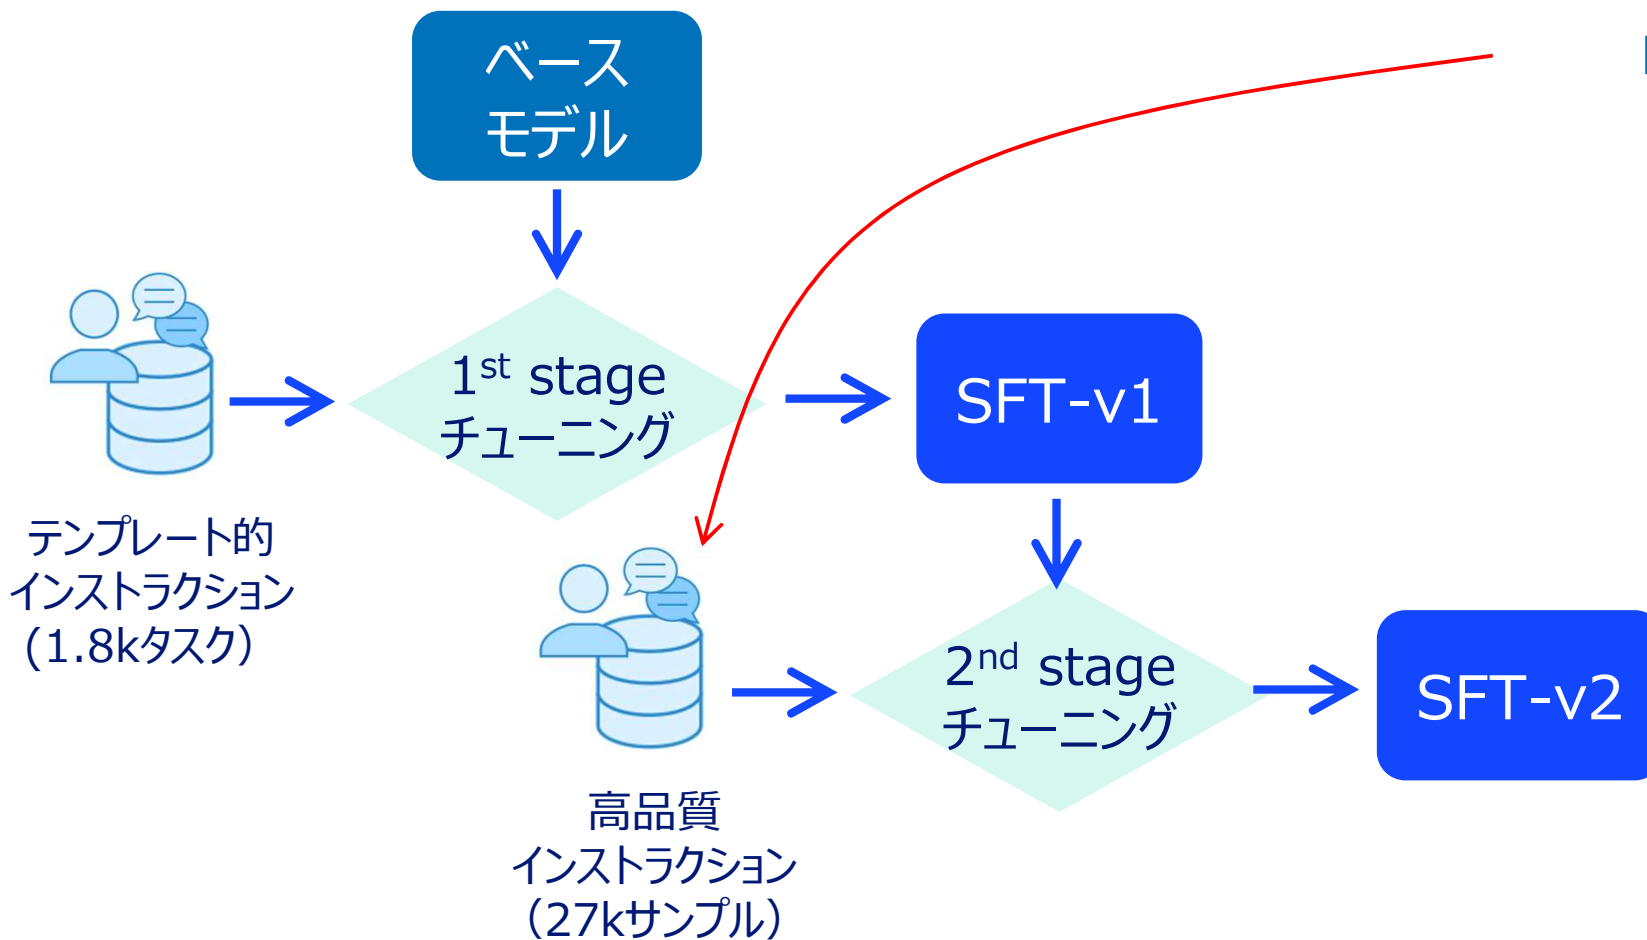 ベース
モデル
1st stage
チューニング
SFT-v1
テンプレート的
インストラクション
(1.8kタスク）
2nd stage
チューニング
SFT-v2
高品質
インストラクション
（27kサンプル）